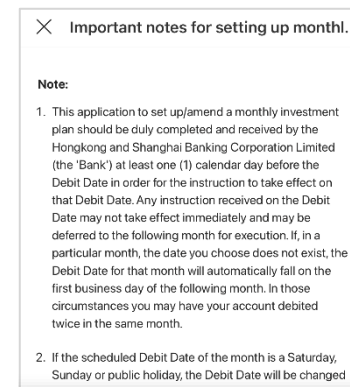 Important notes for setting up monthl.
Note:
1. This application to set up/amend a monthly investment
plan should be duly completed and received by the
Hongkong and Shanghai Banking Corporation Limited
(the 'Bank') at least one (1) calendar day before the
Debit Date in order for the instruction to take effect on
that Debit Date. Any instruction received on the Debit
Date may not take effect immediately and may be
deferred to the following month for execution. If, in a
particular month, the date you choose does not exist, the
Debit Date for that month will automatically fall on the
first business day of the following month. In those
circumstances you may have your account debited
twice in the same month.
2. If the scheduled Debit Date of the month is a Saturday,
Sunday or public holiday, the Debit Date will be changed